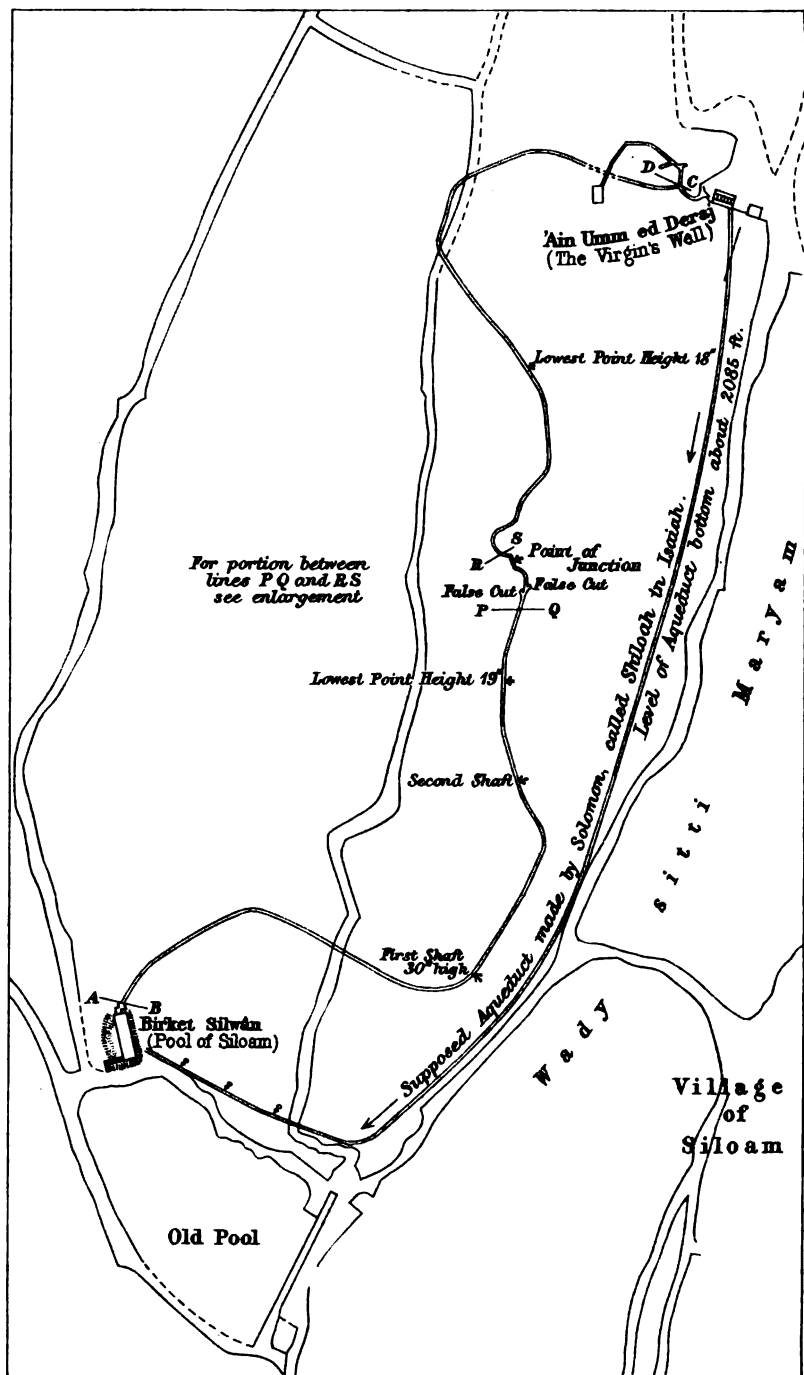 D
C
'Ain Umm ed Deraj
(The Virgin's Well)
Lowest Point Height 18"
S
R
Point of
Junction
For portion between
lines P Q and R S
see enlargement
False Cut
False Cut
P
Q
Lowest Point Height 19"
Second Shaft
First Shaft
30" high
Supposed Aqueduct made by Solomon, called Shiloah in Isaiah.
Level of Aqueduct bottom about 2085 ft.
Wady Sitti Maryam
A
B
Birket Silwân
(Pool of Siloam)
Village
of
Siloam
Old Pool